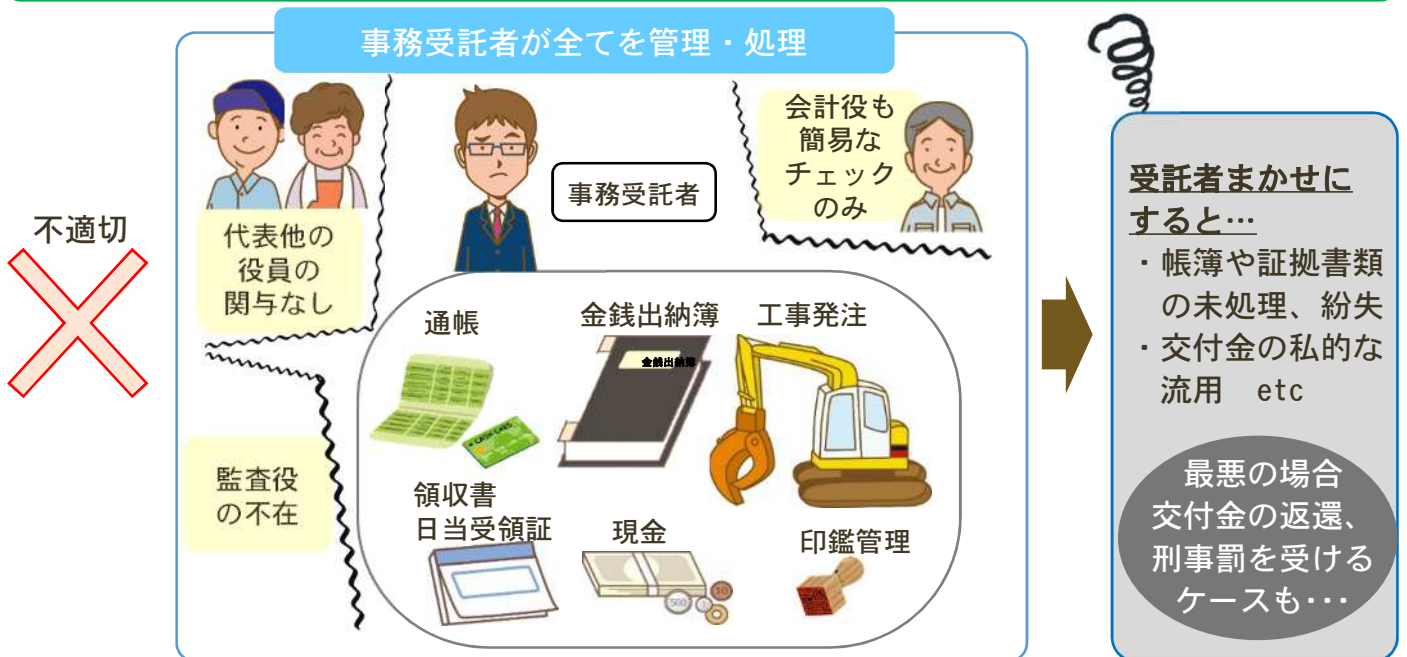 事務受託者が全てを管理・処理
不適切
代表他の
役員の
関与なし
事務受託者
会計役も
簡易な
チェック
のみ
監査役
の不在
通帳
CASH CARD
金銭出納簿
金銭出納簿
工事発注
領収書
日当受領証
現金
500
1
10
印鑑管理
受託者まかせに
すると…
・帳簿や証拠書類
の未処理、紛失
・交付金の私的な
流用　etc
最悪の場合
交付金の返還、
刑事罰を受ける
ケースも･･･